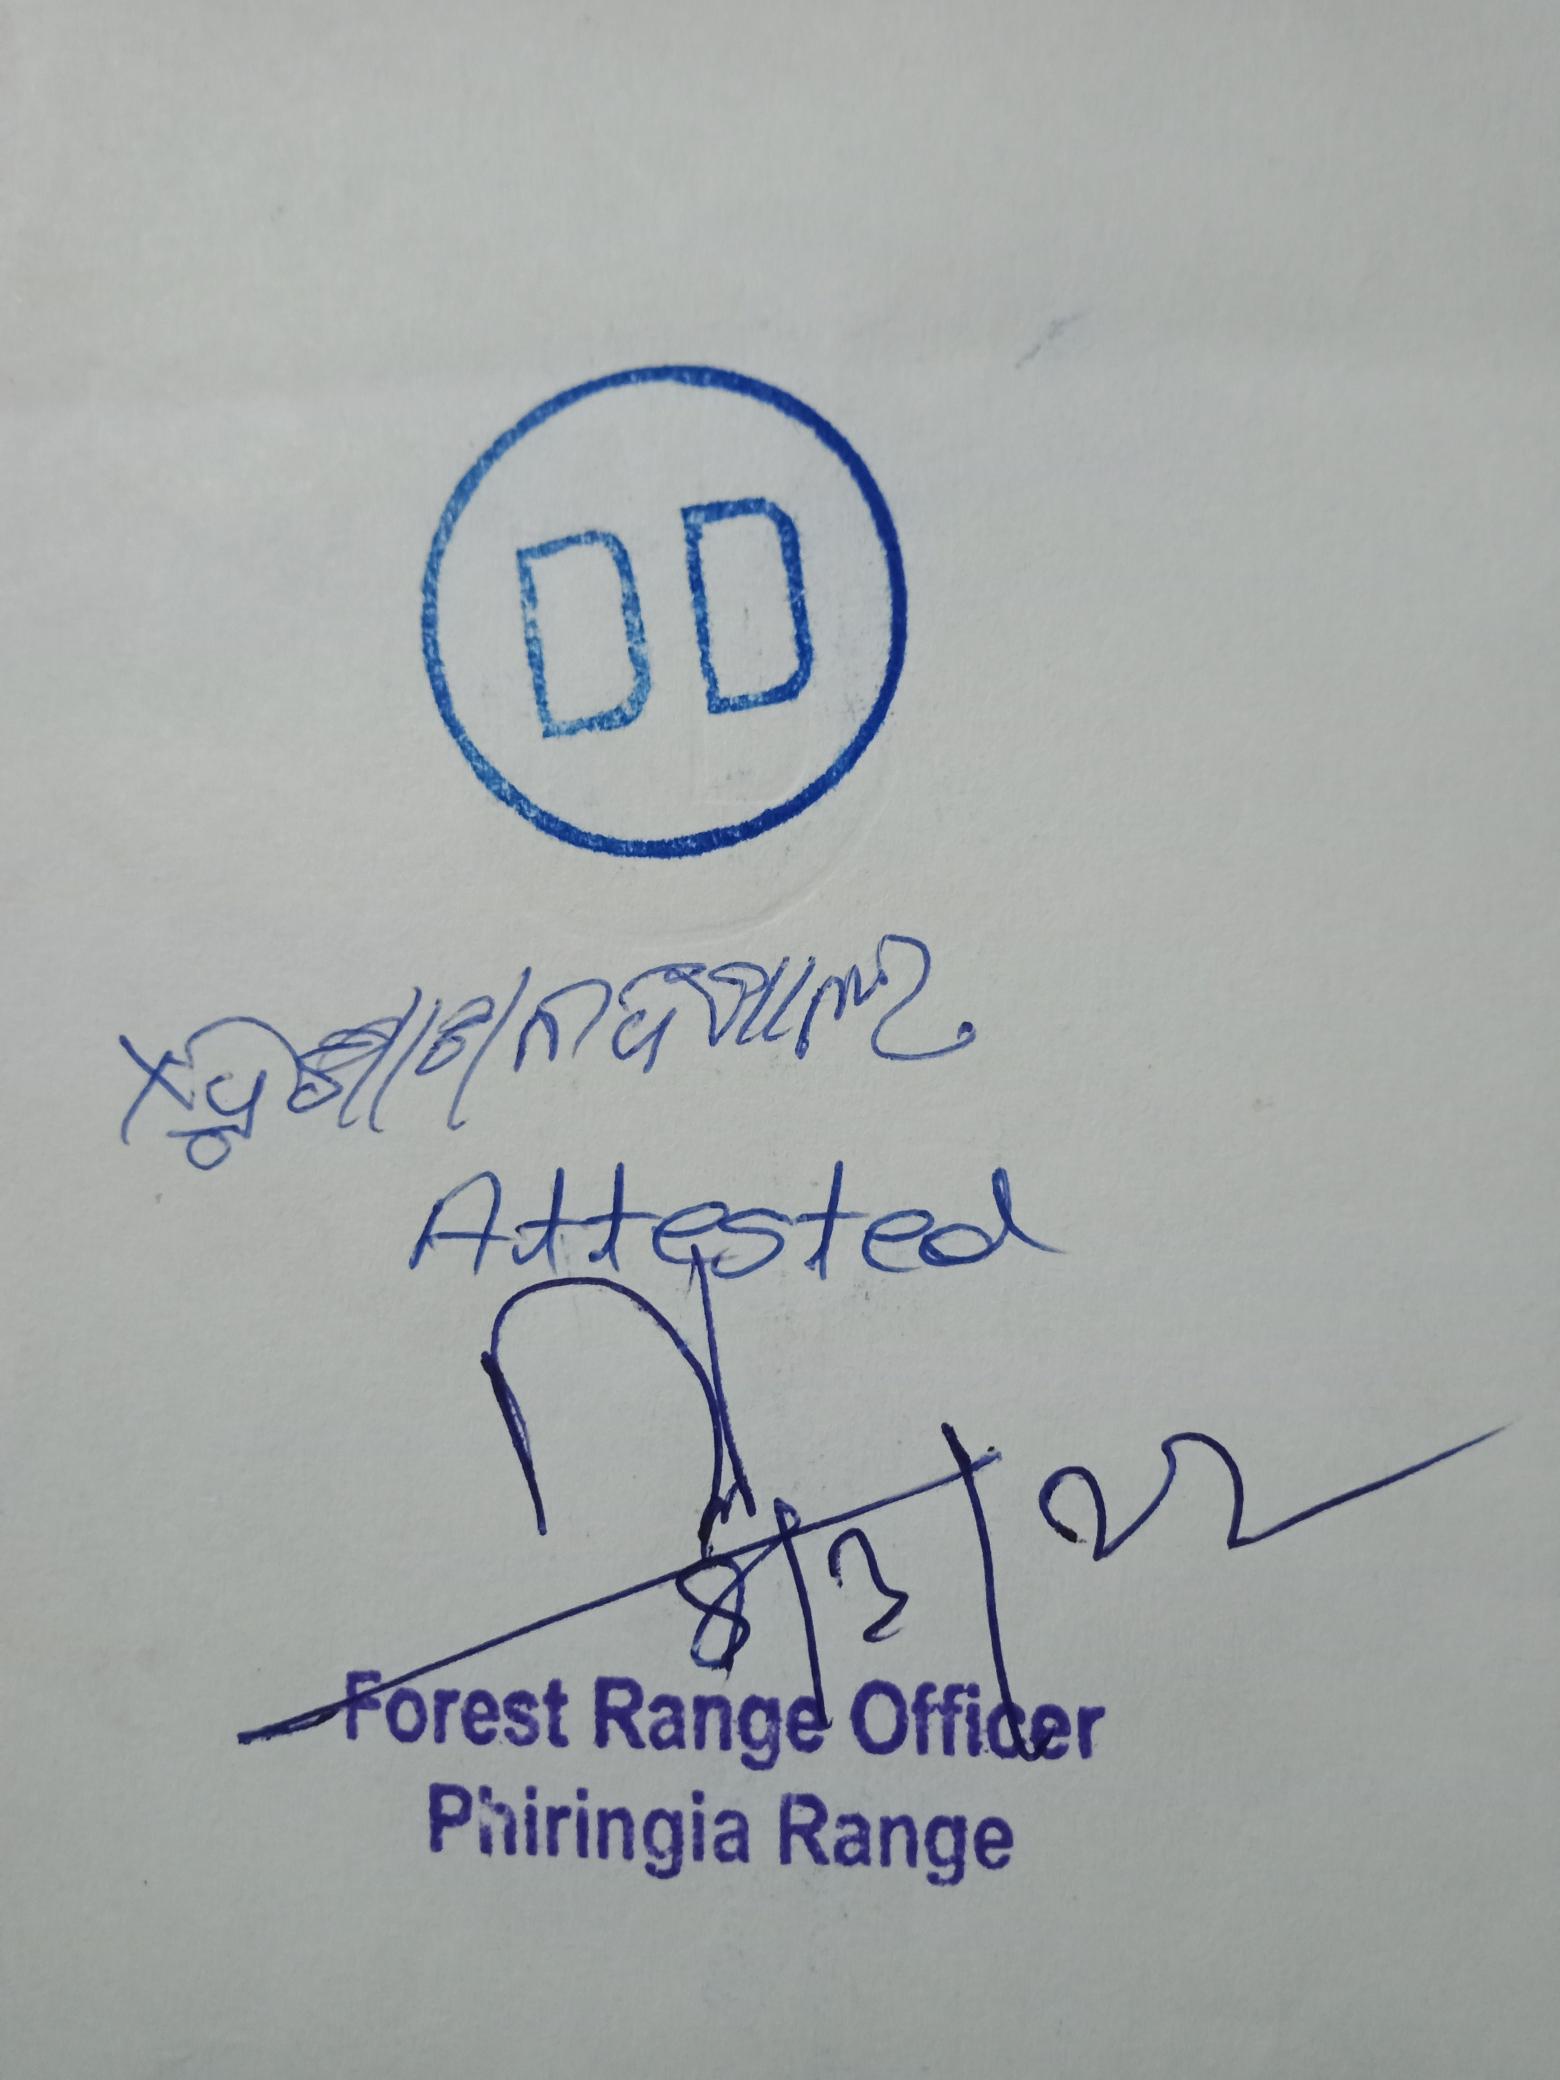 DD
Attested
8/3/22
Forest Range Officer
Phiringia Range